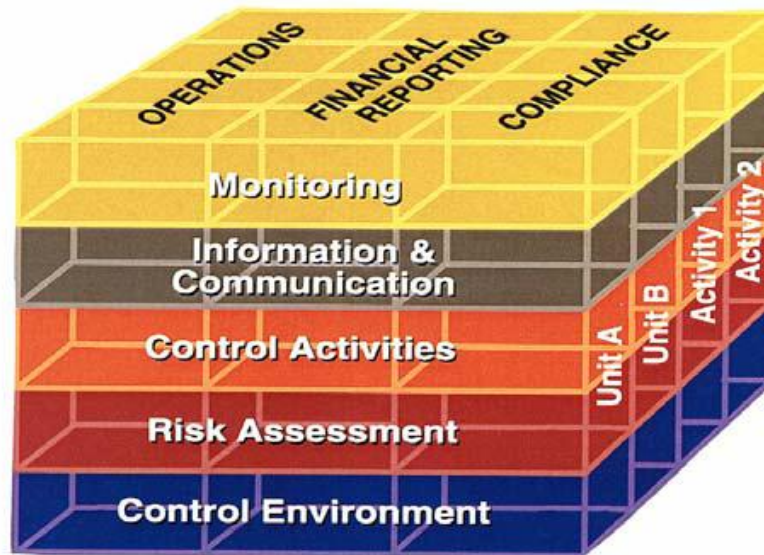 OPERATIONS
FINANCIAL
REPORTING
COMPLIANCE
Monitoring
Information &
Communication
Control Activities
Risk Assessment
Control Environment
Unit A
Unit B
Activity 1
Activity 2